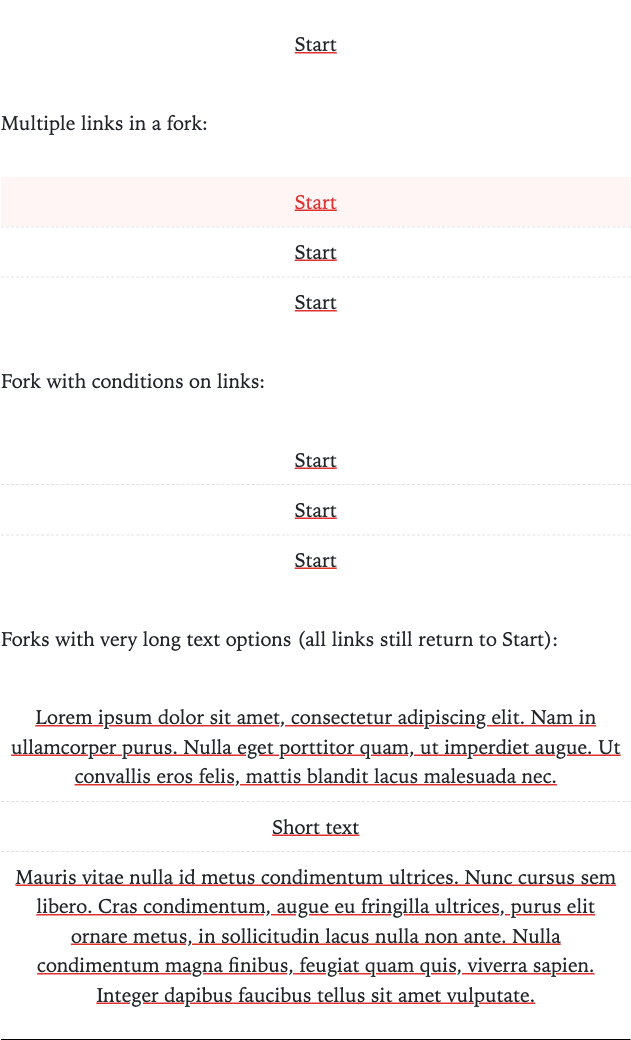 Start
Multiple links in a fork:
Start
Start
Start
Fork with conditions on links:
Start
Start
Start
Forks with very long text options (all links still return to Start):
Lorem ipsum dolor sit amet, consectetur adipiscing elit. Nam in
ullamcorper purus. Nulla eget porttitor quam, ut imperdiet augue. Ut
convallis eros felis, mattis blandit lacus malesuada nec.
Short text
Mauris vitae nulla id metus condimentum ultrices. Nunc cursus sem
libero. Cras condimentum, augue eu fringilla ultrices, purus elit
ornare metus, in sollicitudin lacus nulla non ante. Nulla
condimentum magna finibus, feugiat quam quis, viverra sapien.
Integer dapibus faucibus tellus sit amet vulputate.